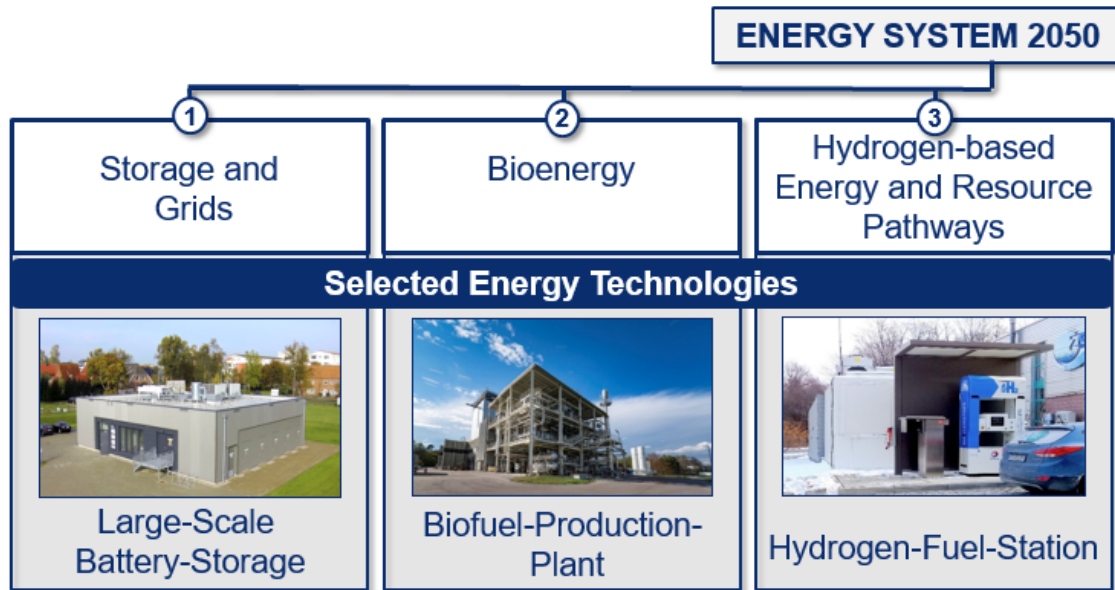 ENERGY SYSTEM 2050
1
2
3
Storage and
Grids
Bioenergy
Hydrogen-based
Energy and Resource
Pathways
Selected Energy Technologies
H₂
Large-Scale
Battery-Storage
Biofuel-Production-
Plant
Hydrogen-Fuel-Station